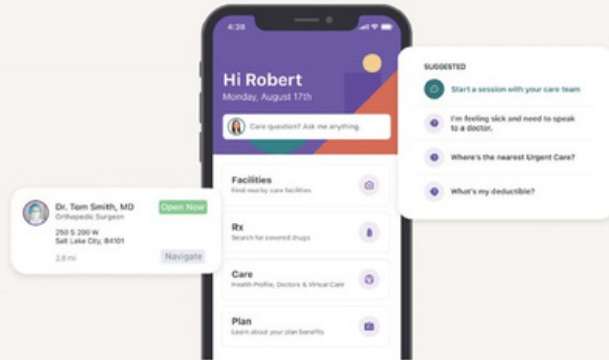 4:38
Hi Robert
Monday, August 17th
Care question? Ask me anything.
Facilities
Find nearby care facilities
Rx
Search for covered drugs
Care
Health Profile, Doctors & Virtual Care
Plan
Learn about your plan benefits
Dr. Tom Smith, MD
Open Now
Orthopedic Surgeon
250 S 200 W
Salt Lake City, 84101
2.8 mi
Navigate
SUGGESTED
Start a session with your care team
I'm feeling sick and need to speak
to a doctor.
Where's the nearest Urgent Care?
What's my deductible?